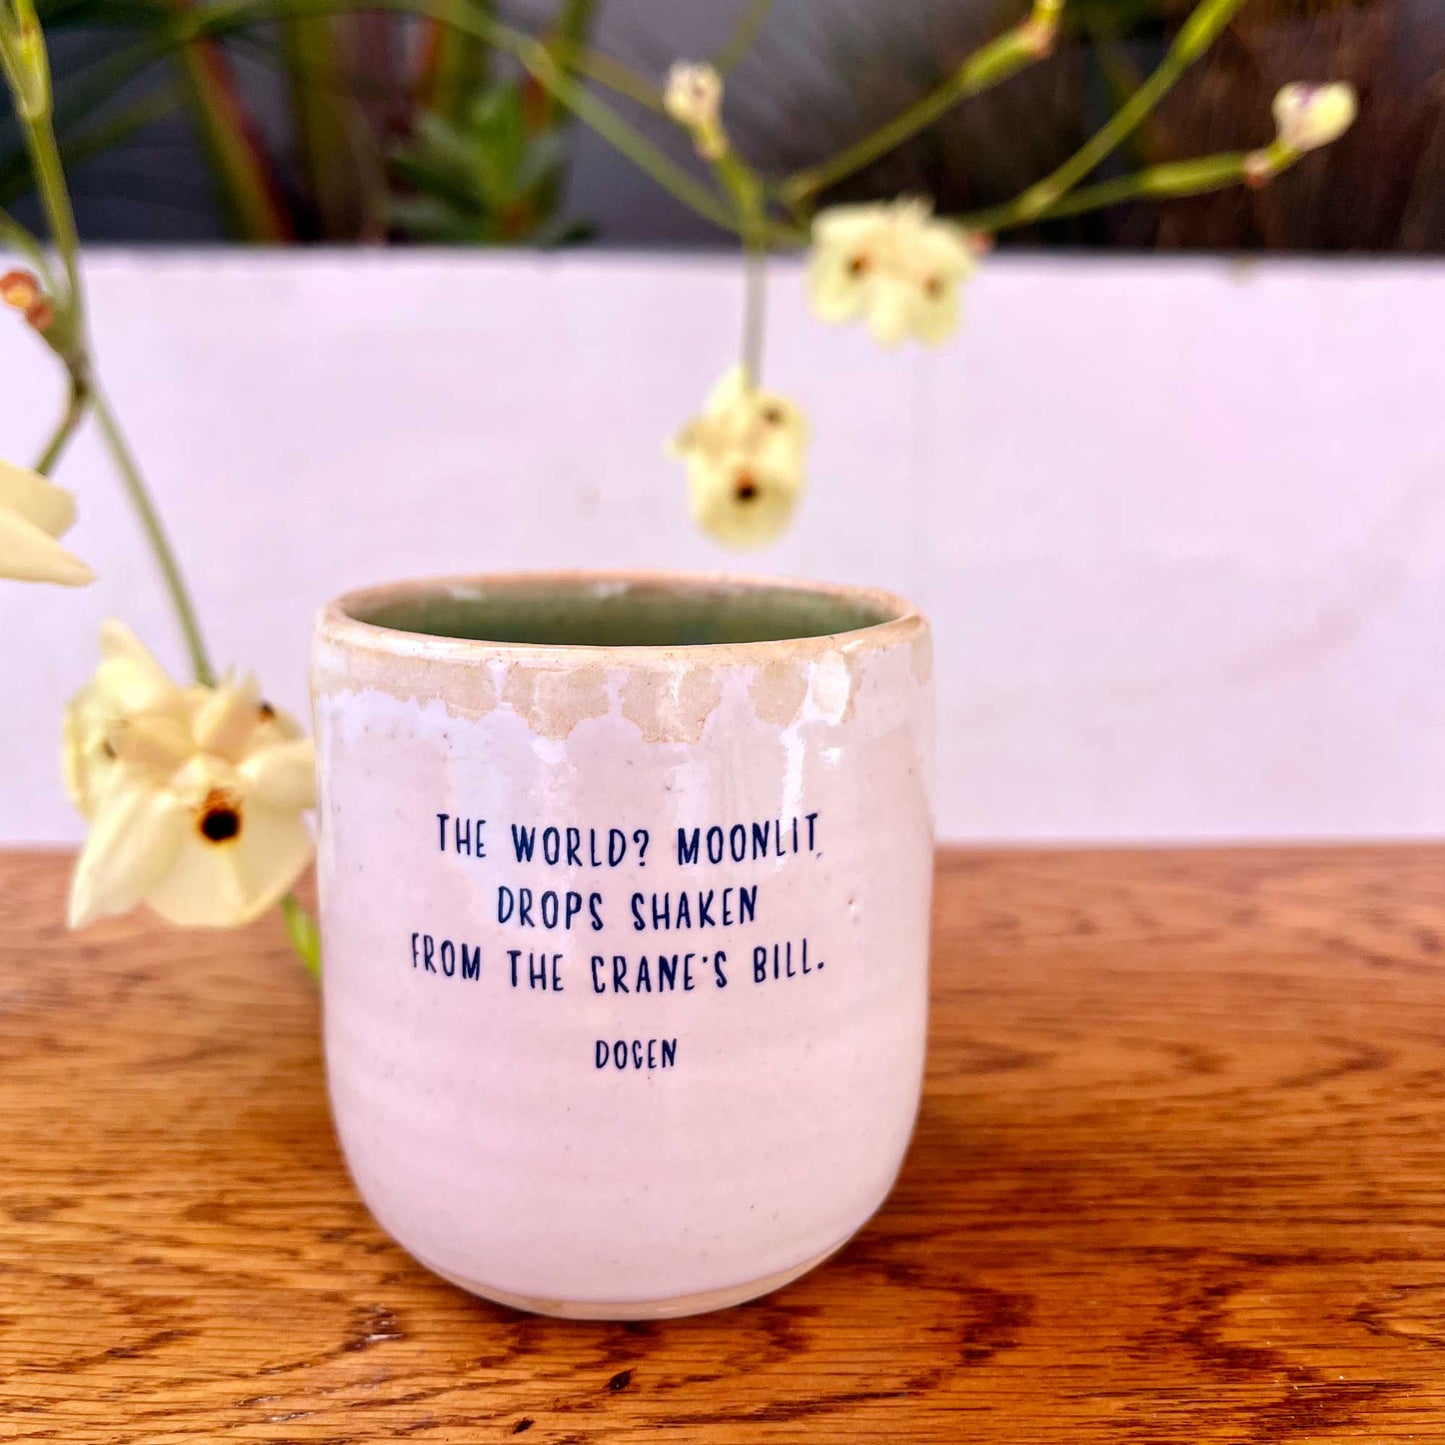 THE WORLD? MOONLIT
DROPS SHAKEN
FROM THE CRANE'S BILL.
DOGEN